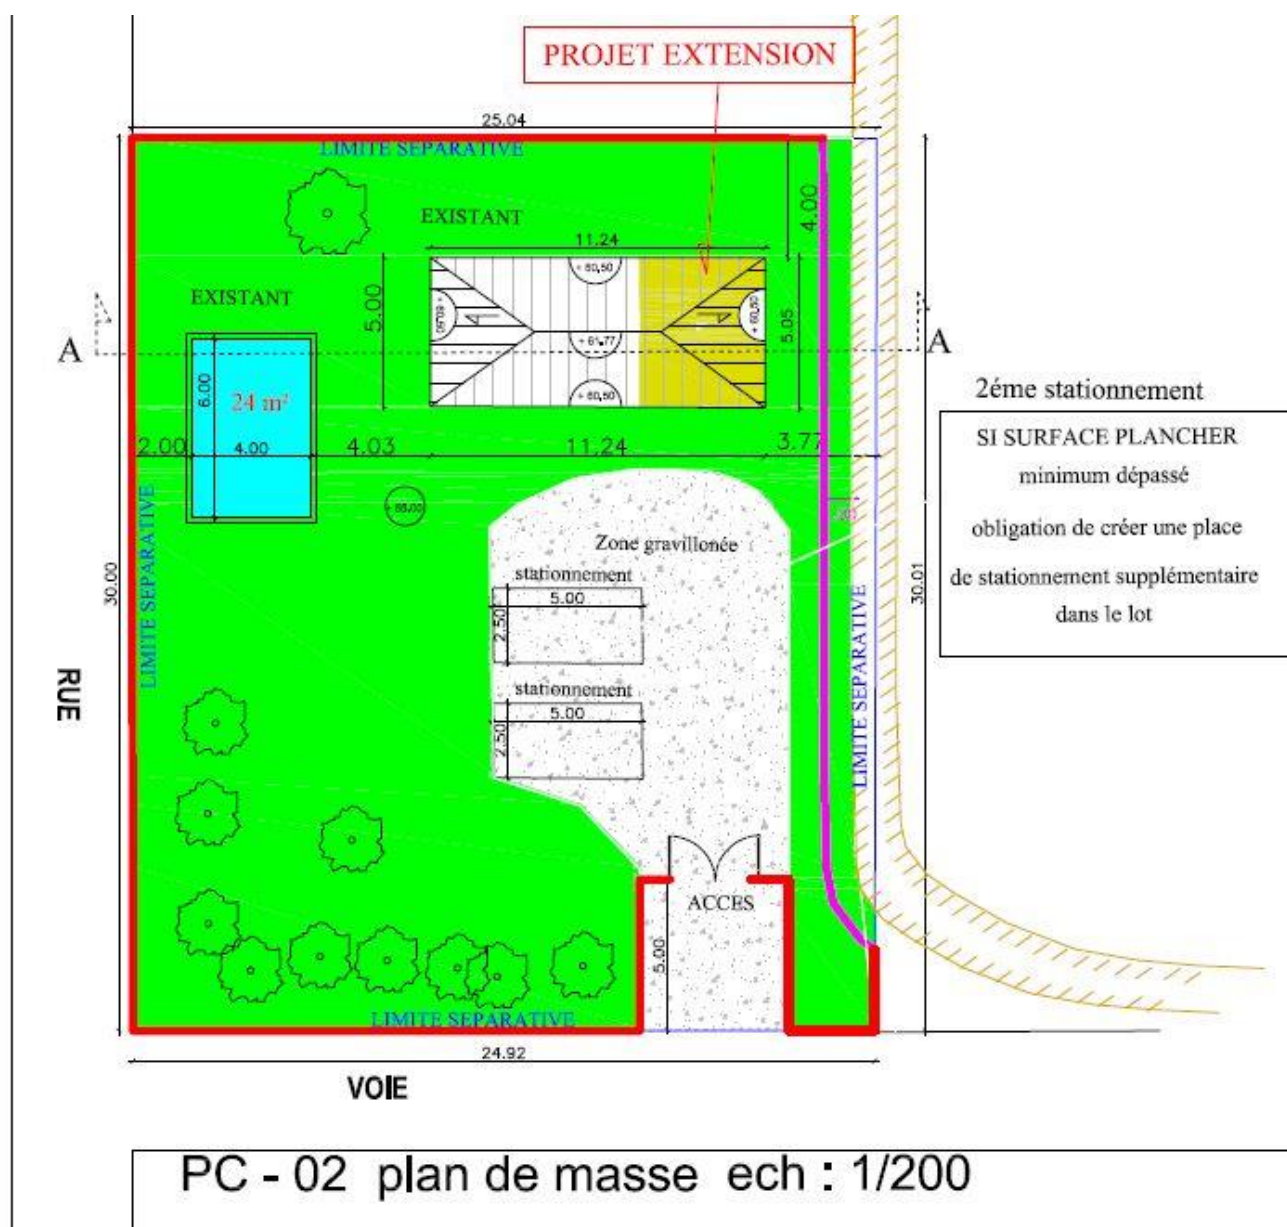 PROJET EXTENSION
25.04
LIMITE SEPARATIVE
4.00
EXISTANT
11.24
+ 60,50
EXISTANT
5.00
+ 60,50
+ 60,50
5.05
A
+ 61,77
A
+ 60,50
6.00
24 m²
2.00
4.00
4.03
11.24
3.77
2éme stationnement
SI SURFACE PLANCHER
minimum dépassé
obligation de créer une place
de stationnement supplémentaire
dans le lot
Zone gravillonée
stationnement
5.00
2.50
stationnement
5.00
2.50
30.00
LIMITE SEPARATIVE
LIMITE SEPARATIVE
30.01
RUE
ACCES
5.00
LIMITE SEPARATIVE
24.92
VOIE
PC - 02 plan de masse ech : 1/200